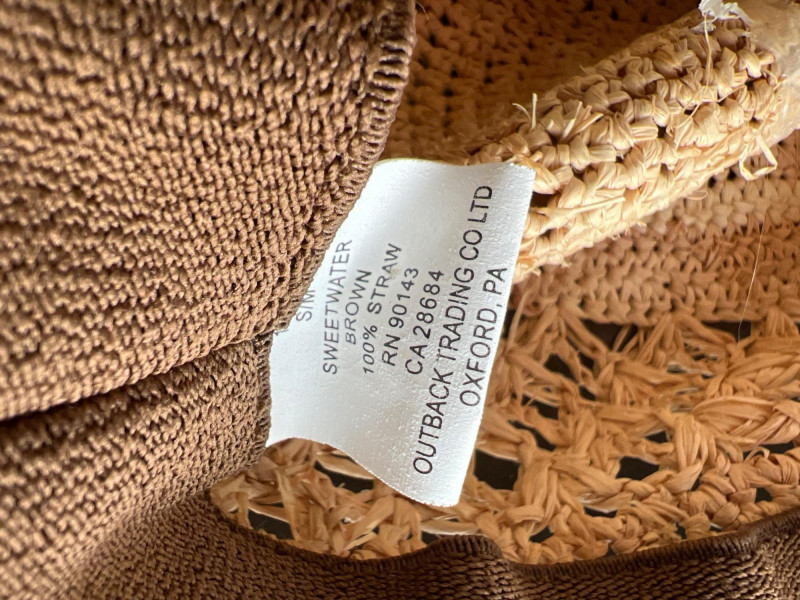 SWEETWATER
BROWN
100% STRAW
RN 90143
CA 28684
OUTBACK TRADING CO LTD
OXFORD, PA